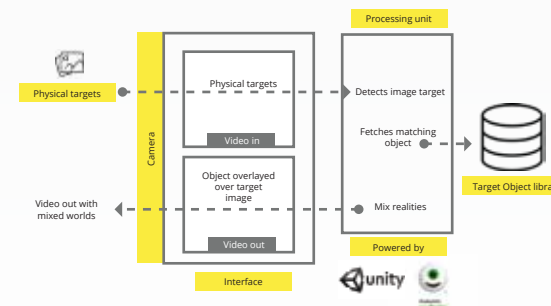 Processing unit
Physical targets
Physical targets
Detects image target
Camera
Video in
Fetches matching
object
Target Object libra
Object overlayed
over target
image
Video out with
mixed worlds
Mix realities
Video out
Powered by
Interface
unity